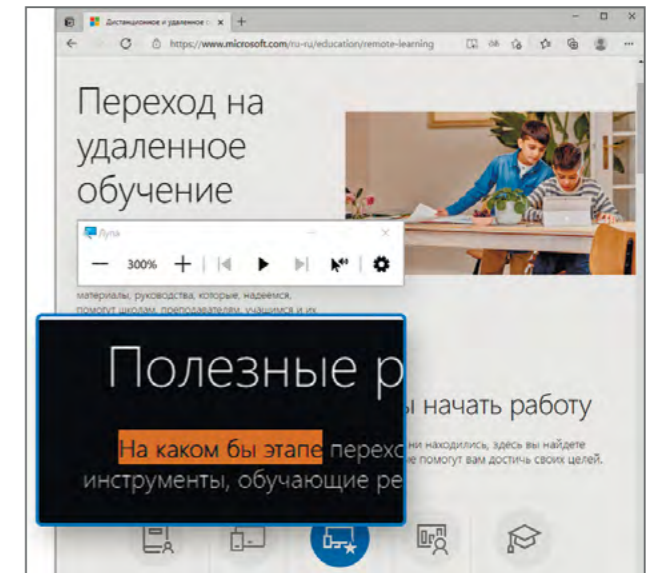 Дистанционное и удаленное о
https://www.microsoft.com/ru-ru/education/remote-learning
Переход на
удаленное
обучение
Лупа
300%
материалы, руководства, которые, надеемся,
помогут школам, преподавателям, учащимся и их
Полезные р
ы начать работу
На каком бы этапе перехо
ни находились, здесь вы найдете
инструменты, обучающие ре
ые помогут вам достичь своих целей.